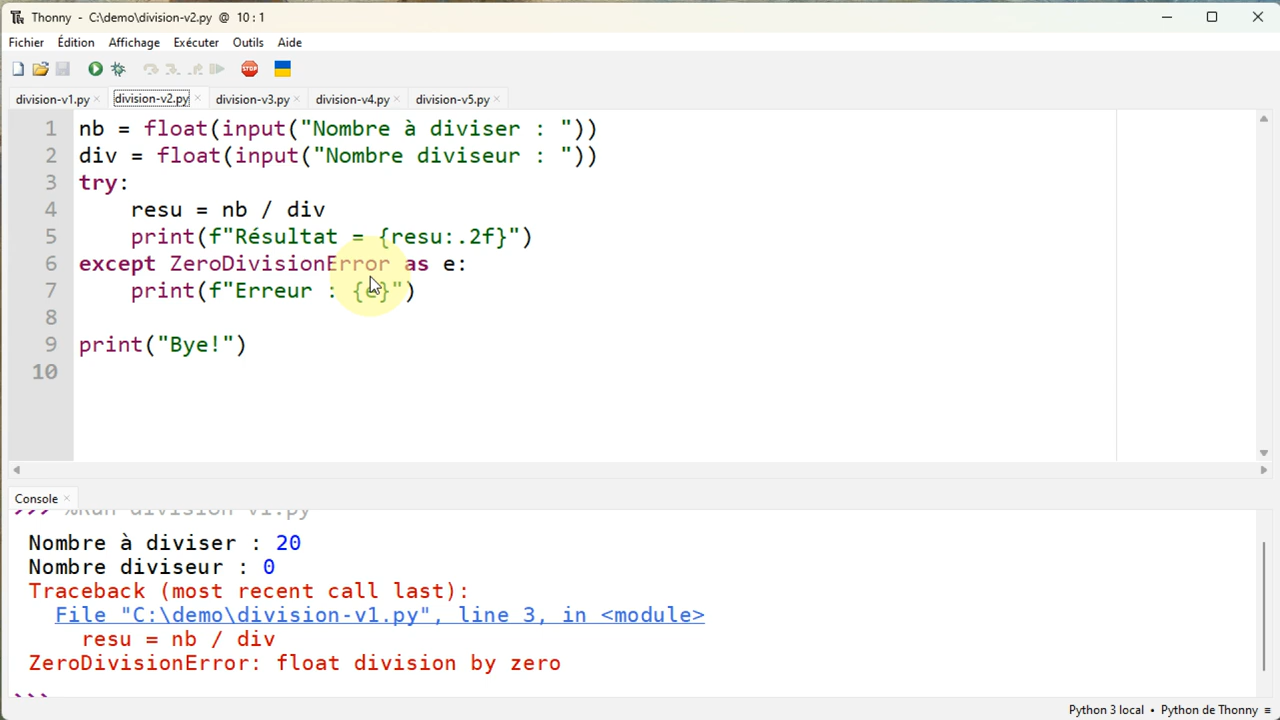 Thonny - C:\demo\division-v2.py @ 10:1
Fichier Édition Affichage Exécuter Outils Aide
STOP
division-v1.py × division-v2.py × division-v3.py × division-v4.py × division-v5.py ×
1 nb = float(input("Nombre à diviser : "))
2 div = float(input("Nombre diviseur : "))
3 try:
4 resu = nb / div
5 print(f"Résultat = {resu:.2f}")
6 except ZeroDivisionError as e:
7 print(f"Erreur : {e}")
8
9 print("Bye!")
10
Console ×
>>> %Run division-v1.py
Nombre à diviser : 20
Nombre diviseur : 0
Traceback (most recent call last):
File "C:\demo\division-v1.py", line 3, in <module>
resu = nb / div
ZeroDivisionError: float division by zero
>>>
Python 3 local • Python de Thonny ≡